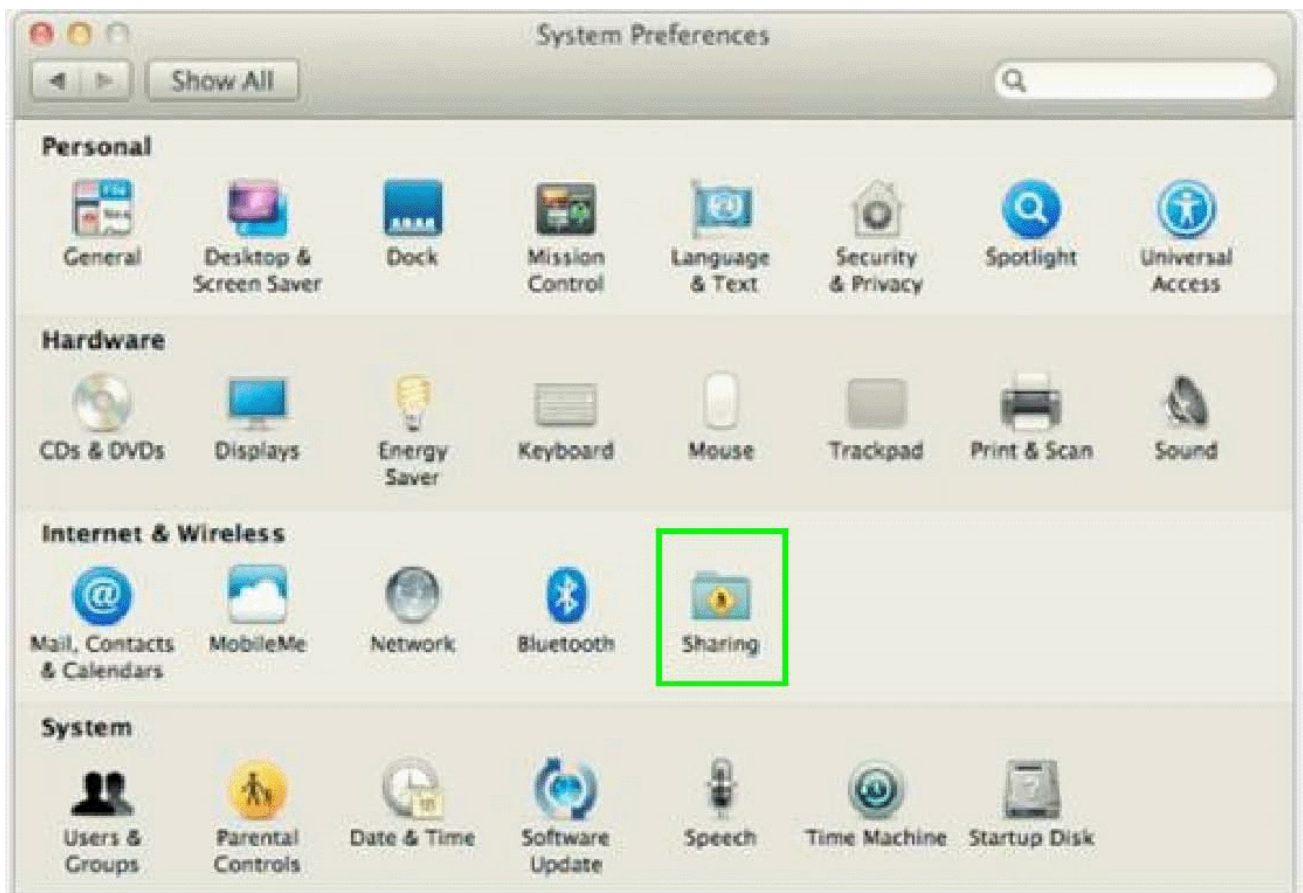 System Preferences
Show All
Personal
General
Desktop &
Screen Saver
Dock
Mission
Control
Language
& Text
Security
& Privacy
Spotlight
Universal
Access
Hardware
CDs & DVDs
Displays
Energy
Saver
Keyboard
Mouse
Trackpad
Print & Scan
Sound
Internet & Wireless
Mail, Contacts
& Calendars
MobileMe
Network
Bluetooth
Sharing
System
Users &
Groups
Parental
Controls
Date & Time
Software
Update
Speech
Time Machine
Startup Disk